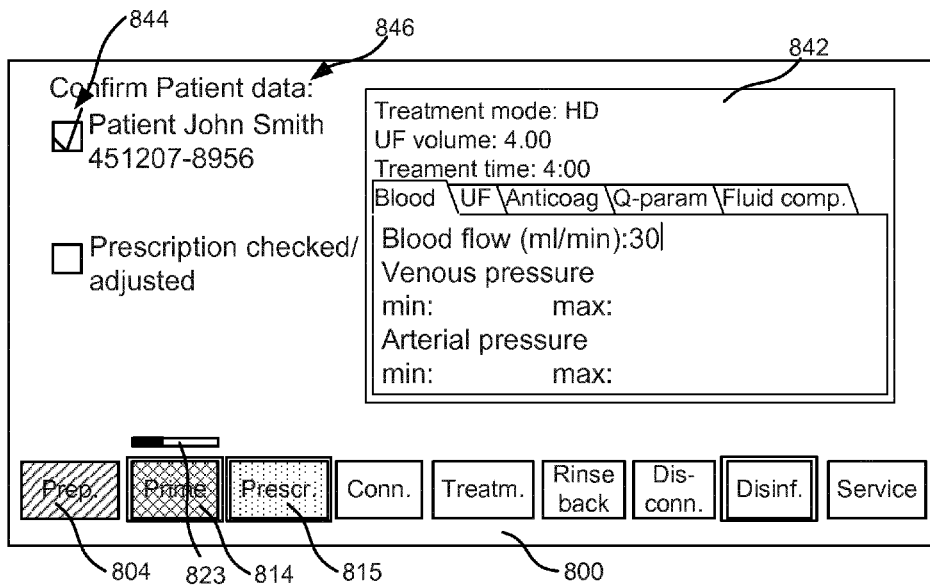 844
846
842
Confirm Patient data:
Patient John Smith
451207-8956
Prescription checked/
adjusted
Treatment mode: HD
UF volume: 4.00
Treament time: 4:00
Blood UF Anticoag Q-param Fluid comp.
Blood flow (ml/min):30
Venous pressure
min: max:
Arterial pressure
min: max:
Prep. Prime Prescr. Conn. Treatm. Rinse back Dis-conn. Disinf. Service
804 823 814 815 800